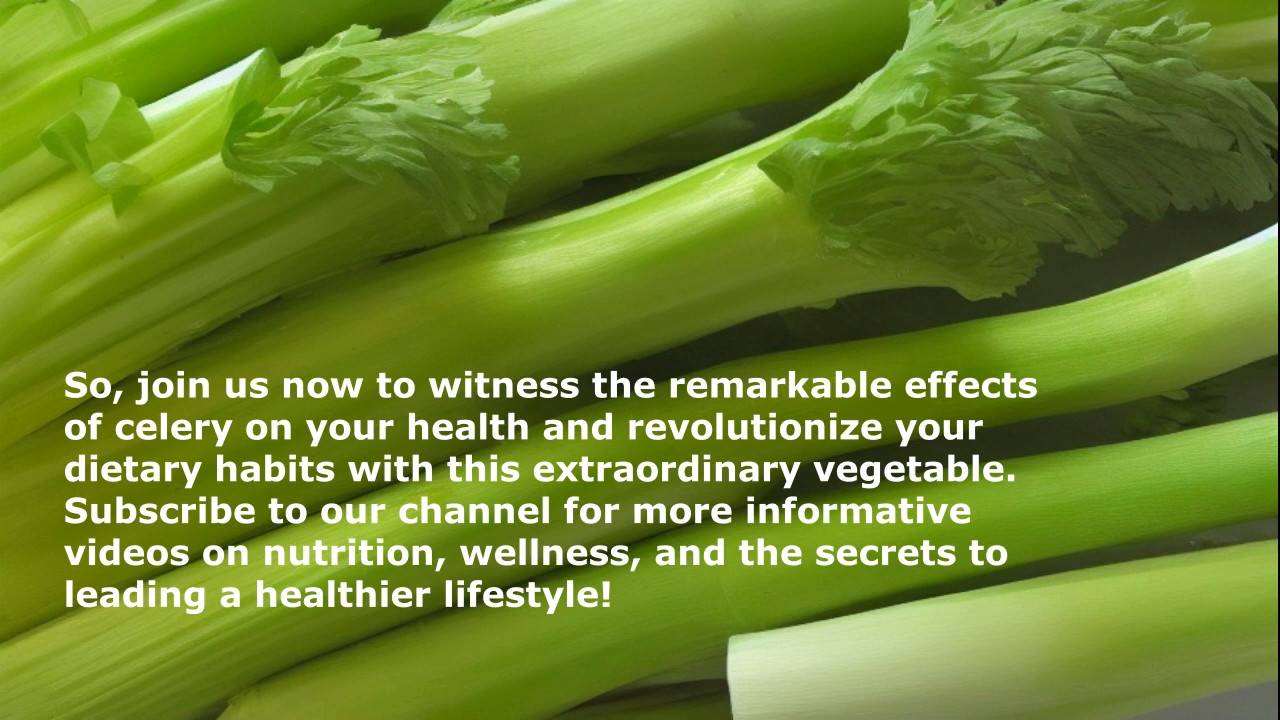 So, join us now to witness the remarkable effects
of celery on your health and revolutionize your
dietary habits with this extraordinary vegetable.
Subscribe to our channel for more informative
videos on nutrition, wellness, and the secrets to
leading a healthier lifestyle!